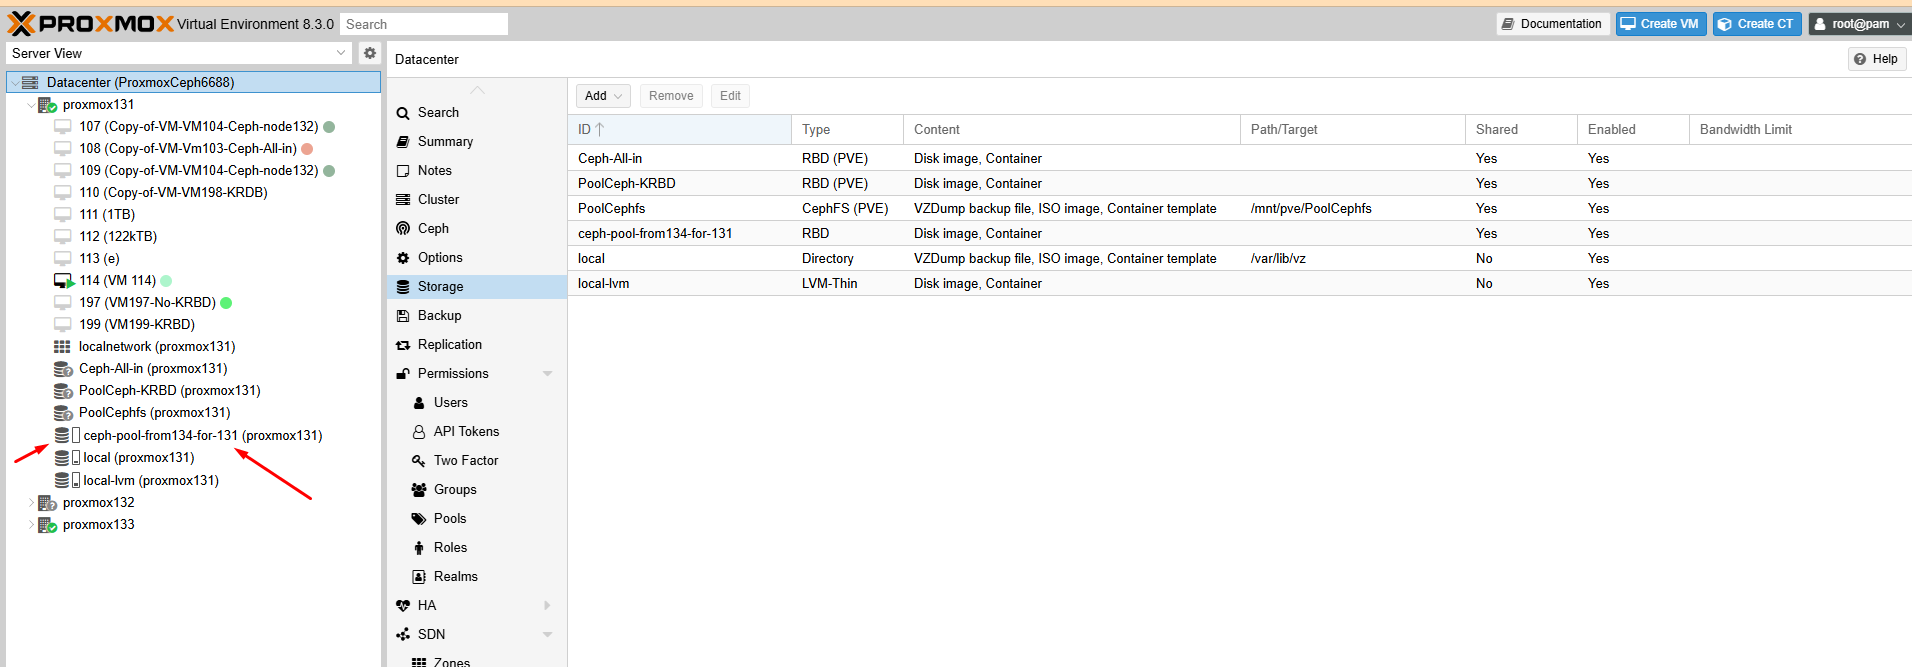 PROXMOX Virtual Environment 8.3.0 Search Documentation Create VM Create CT root@pam
Server View
Datacenter (ProxmoxCeph6688)
proxmox131
107 (Copy-of-VM-VM104-Ceph-node132)
108 (Copy-of-VM-Vm103-Ceph-All-in)
109 (Copy-of-VM-VM104-Ceph-node132)
110 (Copy-of-VM-VM198-KRDB)
111 (1TB)
112 (122kTB)
113 (e)
114 (VM 114)
197 (VM197-No-KRBD)
199 (VM199-KRBD)
localnetwork (proxmox131)
Ceph-All-in (proxmox131)
PoolCeph-KRBD (proxmox131)
PoolCephfs (proxmox131)
ceph-pool-from134-for-131 (proxmox131)
local (proxmox131)
local-lvm (proxmox131)
proxmox132
proxmox133
Datacenter
Help
Search
Summary
Notes
Cluster
Ceph
Options
Storage
Backup
Replication
Permissions
Users
API Tokens
Two Factor
Groups
Pools
Roles
Realms
HA
SDN
Zones
Add Remove Edit
ID Type Content Path/Target Shared Enabled Bandwidth Limit
Ceph-All-in RBD (PVE) Disk image, Container Yes Yes
PoolCeph-KRBD RBD (PVE) Disk image, Container Yes Yes
PoolCephfs CephFS (PVE) VZDump backup file, ISO image, Container template /mnt/pve/PoolCephfs Yes Yes
ceph-pool-from134-for-131 RBD Disk image, Container Yes Yes
local Directory VZDump backup file, ISO image, Container template /var/lib/vz No Yes
local-lvm LVM-Thin Disk image, Container No Yes